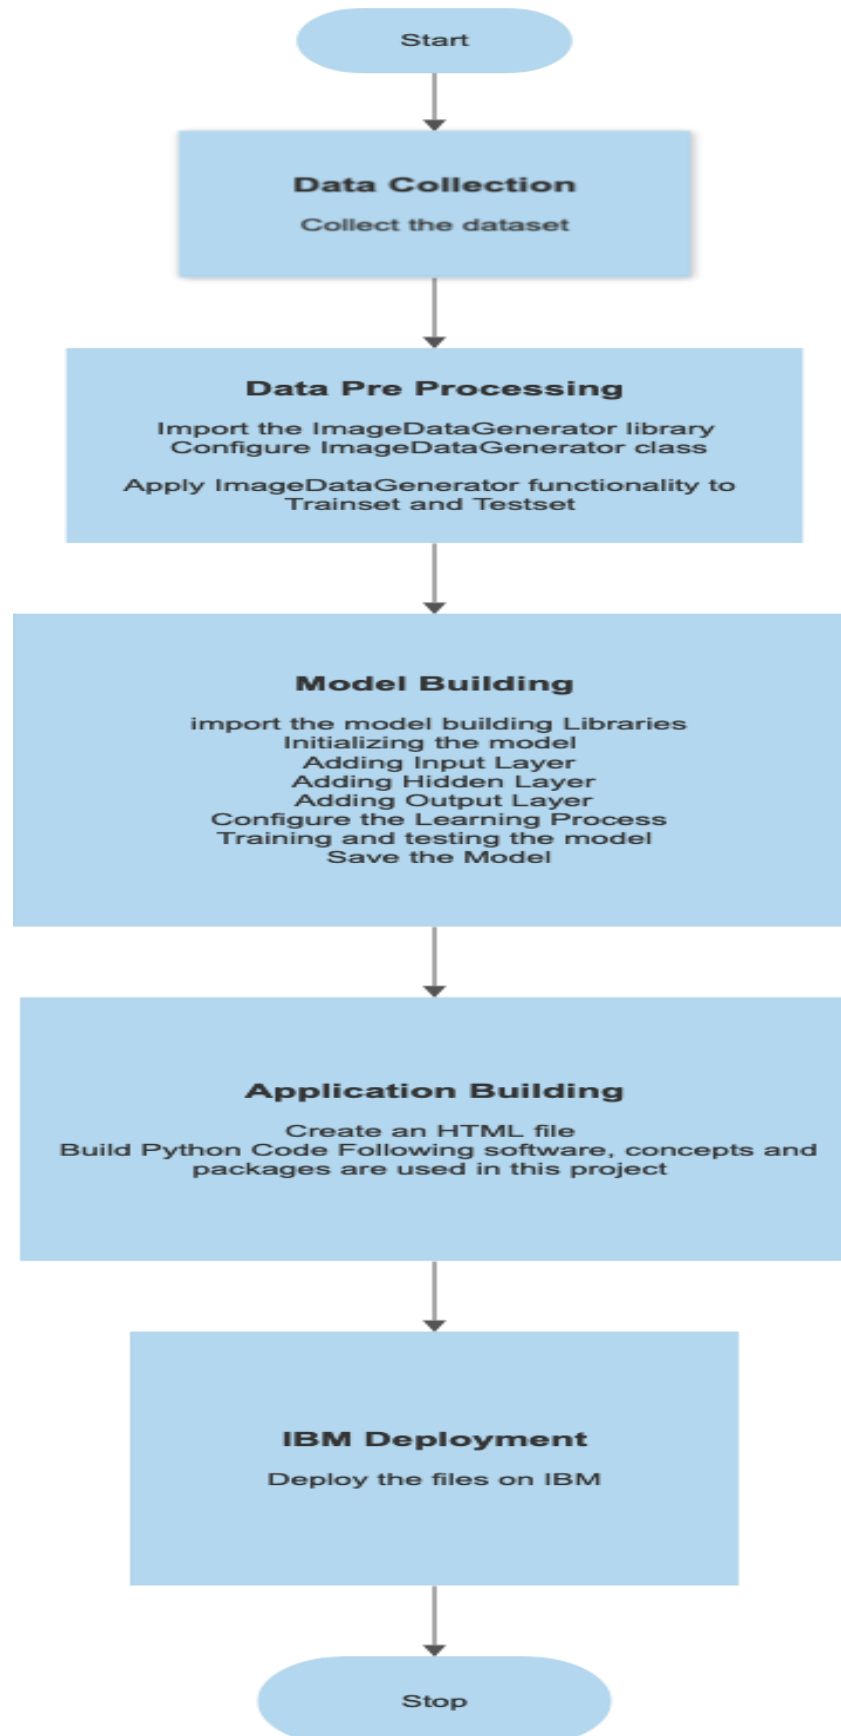 Start
Data Collection
Collect the dataset
Data Pre Processing
Import the ImageDataGenerator library
Configure ImageDataGenerator class
Apply ImageDataGenerator functionality to
Trainset and Testset
Model Building
import the model building Libraries
Initializing the model
Adding Input Layer
Adding Hidden Layer
Adding Output Layer
Configure the Learning Process
Training and testing the model
Save the Model
Application Building
Create an HTML file
Build Python Code Following software, concepts and
packages are used in this project
IBM Deployment
Deploy the files on IBM
Stop